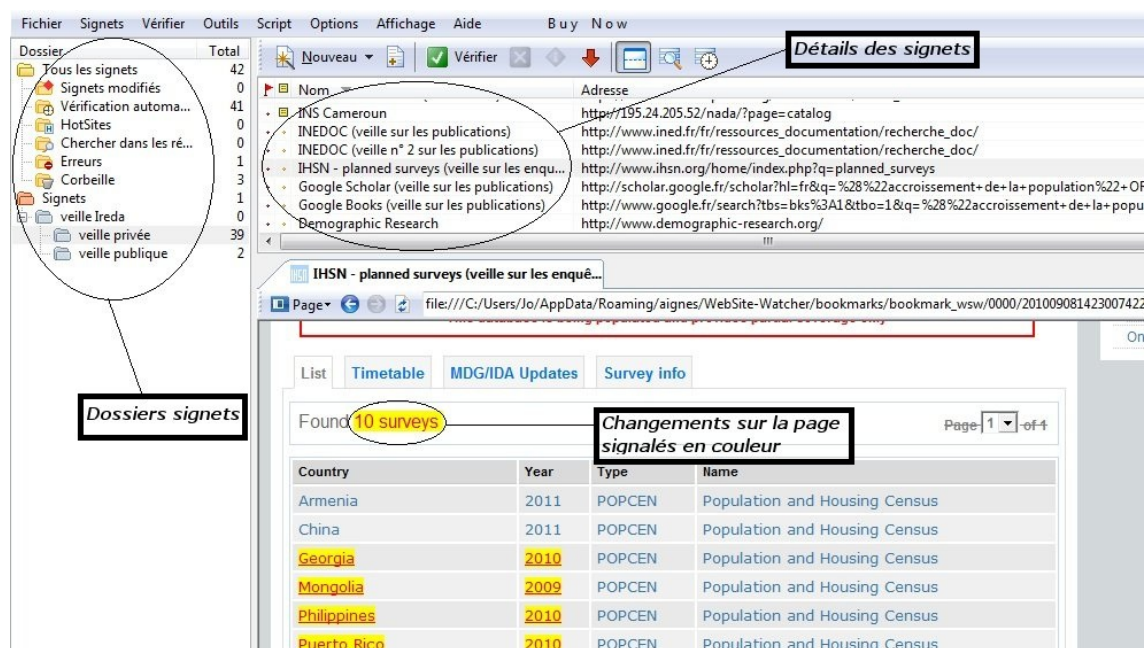 Fichier Signets Vérifier Outils Script Options Affichage Aide Buy Now
Dossier Total
Tous les signets 42
Signets modifiés 0
Vérification automa... 41
HotSites 0
Chercher dans les ré... 0
Erreurs 1
Corbeille 3
Signets 1
veille Ireda 0
veille privée 39
veille publique 2
Dossiers signets
Nouveau Vérifier
Détails des signets
Nom Adresse
INS Cameroun http://195.24.205.52/nada/?page=catalog
INEDOC (veille sur les publications) http://www.ined.fr/fr/ressources_documentation/recherche_doc/
INEDOC (veille n° 2 sur les publications) http://www.ined.fr/fr/ressources_documentation/recherche_doc/
IHSN - planned surveys (veille sur les enqu... http://www.ihsn.org/home/index.php?q=planned_surveys
Google Scholar (veille sur les publications) http://scholar.google.fr/scholar?hl=fr&q=%28%22accroissement+de+la+population%22+OF
Google Books (veille sur les publications) http://www.google.fr/search?tbs=bks%3A1&tbo=1&q=%28%22accroissement+de+la+popu
Demographic Research http://www.demographic-research.org/
IHSN - planned surveys (veille sur les enquê...
Page file:///C:/Users/Jo/AppData/Roaming/aignes/WebSite-Watcher/bookmarks/bookmark_wsw/0000/201009081423007422
This database is being populated and provides partial coverage only
On
List Timetable MDG/IDA Updates Survey info
Found 10 surveys
Changements sur la page
signalés en couleur
Page 1 of 1
Country Year Type Name
Armenia 2011 POPCEN Population and Housing Census
China 2011 POPCEN Population and Housing Census
Georgia 2010 POPCEN Population and Housing Census
Mongolia 2009 POPCEN Population and Housing Census
Philippines 2010 POPCEN Population and Housing Census
Puerto Rico 2010 POPCEN Population and Housing Census